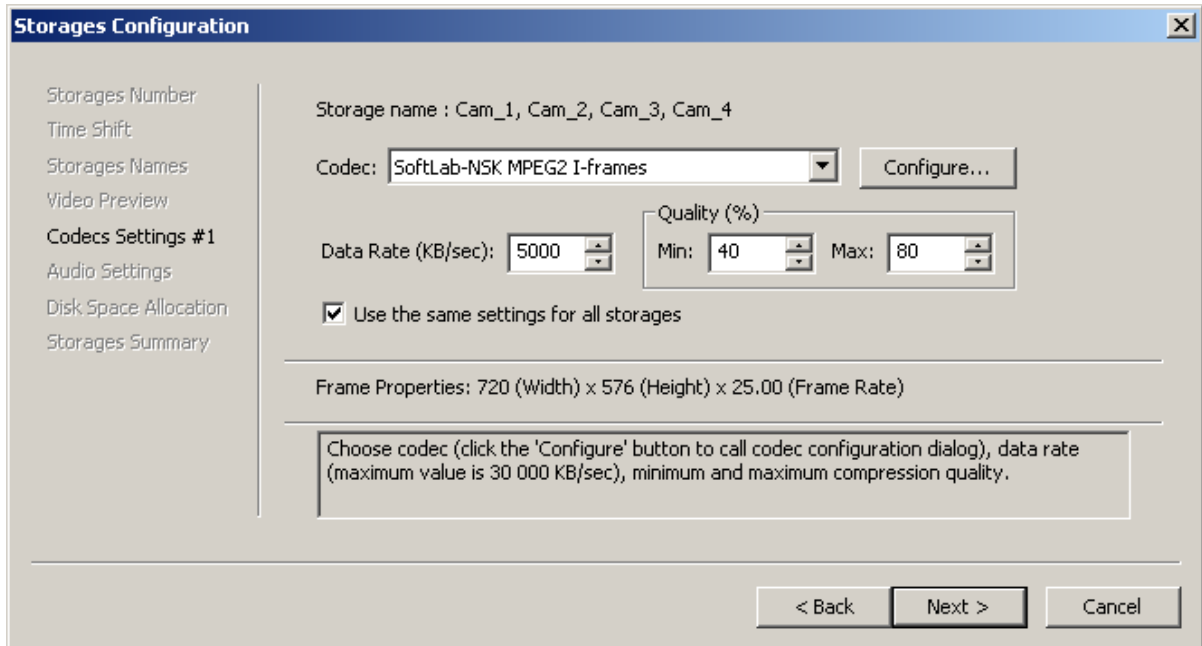 Storages Configuration
Storages Number
Time Shift
Storages Names
Video Preview
Codecs Settings #1
Audio Settings
Disk Space Allocation
Storages Summary
Storage name : Cam_1, Cam_2, Cam_3, Cam_4
Codec: SoftLab-NSK MPEG2 I-frames Configure...
Quality (%)
Data Rate (KB/sec): 5000 Min: 40 Max: 80
Use the same settings for all storages
Frame Properties: 720 (Width) x 576 (Height) x 25.00 (Frame Rate)
Choose codec (click the 'Configure' button to call codec configuration dialog), data rate
(maximum value is 30 000 KB/sec), minimum and maximum compression quality.
< Back Next > Cancel